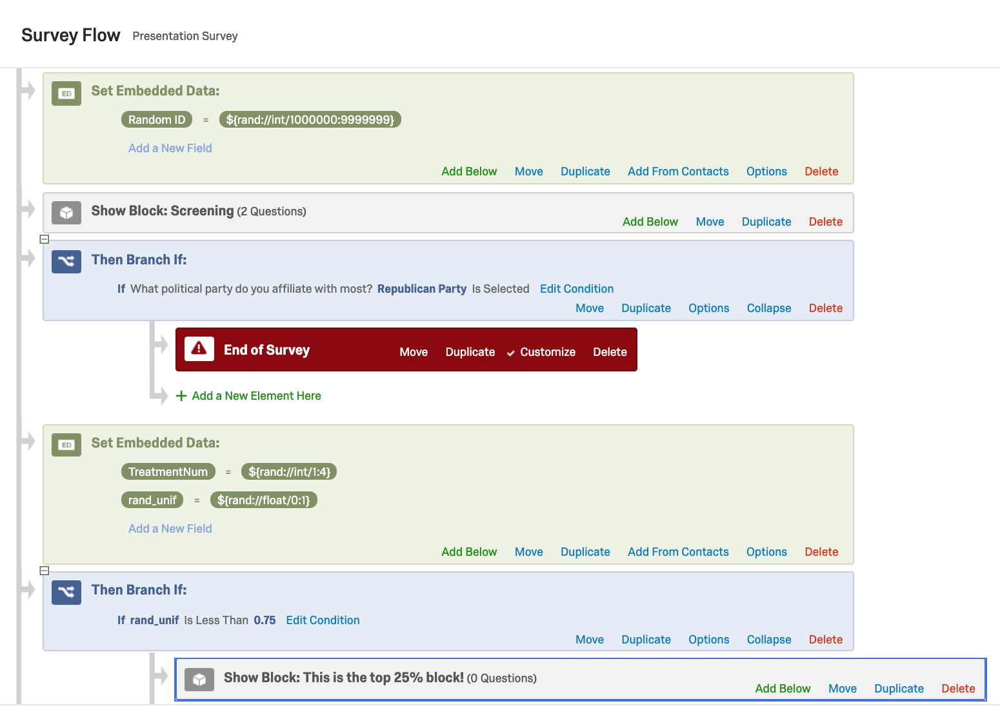 Survey Flow Presentation Survey
ED Set Embedded Data:
Random ID = ${rand://int/1000000:9999999}
Add a New Field
Add Below Move Duplicate Add From Contacts Options Delete
Show Block: Screening (2 Questions)
Add Below Move Duplicate Delete
Then Branch If:
If What political party do you affiliate with most? Republican Party Is Selected Edit Condition
Move Duplicate Options Collapse Delete
End of Survey Move Duplicate Customize Delete
Add a New Element Here
ED Set Embedded Data:
TreatmentNum = ${rand://int/1:4}
rand_unif = ${rand://float/0:1}
Add a New Field
Add Below Move Duplicate Add From Contacts Options Delete
Then Branch If:
If rand_unif Is Less Than 0.75 Edit Condition
Move Duplicate Options Collapse Delete
Show Block: This is the top 25% block! (0 Questions)
Add Below Move Duplicate Delete